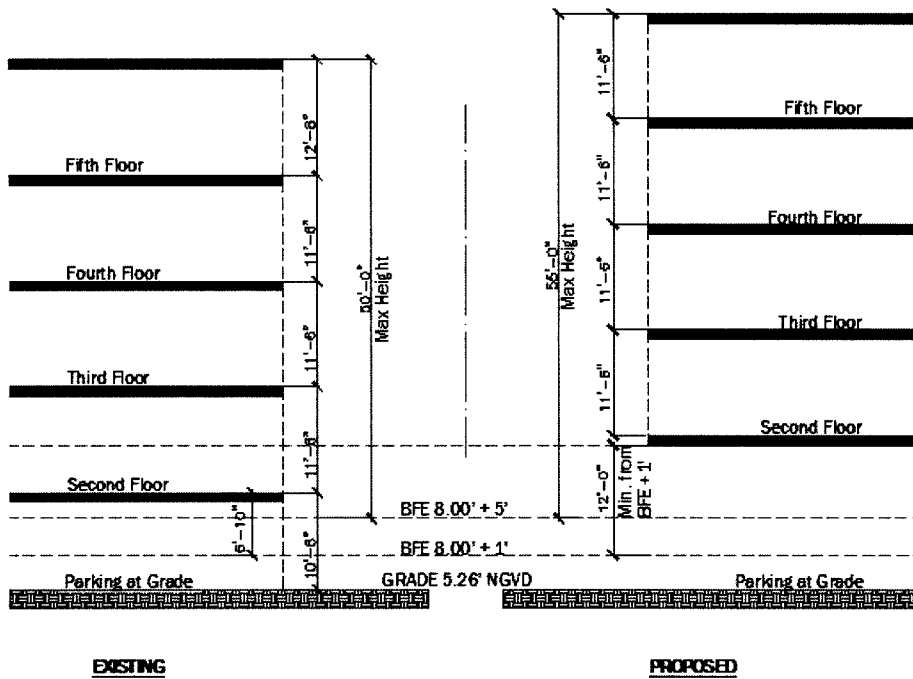 Fifth Floor
Fourth Floor
Third Floor
Second Floor
Parking at Grade
12'-6"
11'-6"
11'-6"
11'-6"
10'-6"
6'-10"
50'-0"
Max Height
BFE 8.00' + 5'
BFE 8.00' + 1'
GRADE 5.26' NGVD
55'-0"
Max Height
11'-6"
11'-6"
11'-6"
11'-6"
12'-0"
Min. from
BFE + 1'
Fifth Floor
Fourth Floor
Third Floor
Second Floor
Parking at Grade
EXISTING
PROPOSED